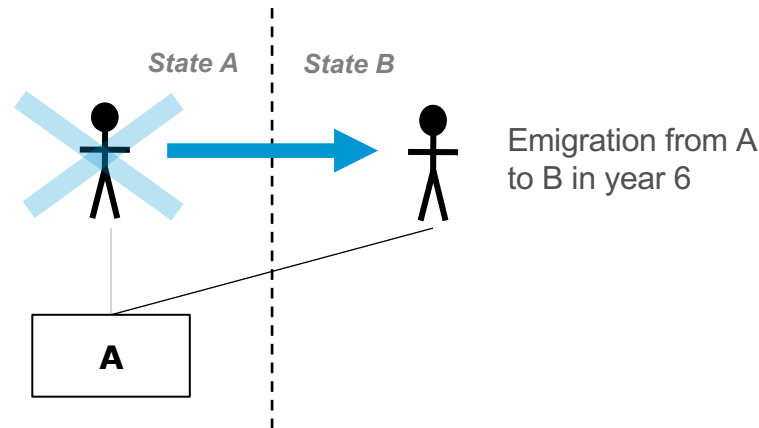 State A
State B
Emigration from A
to B in year 6
A